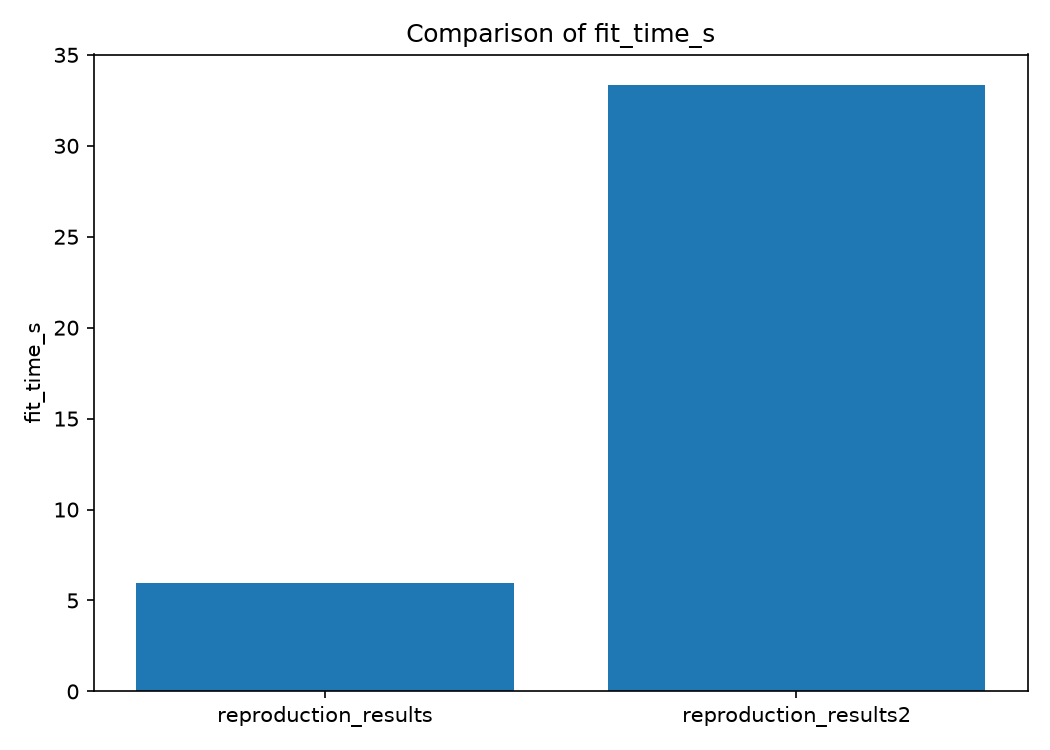 Comparison of fit_time_s
fit_time_s
35
30
25
20
15
10
5
0
reproduction_results
reproduction_results2